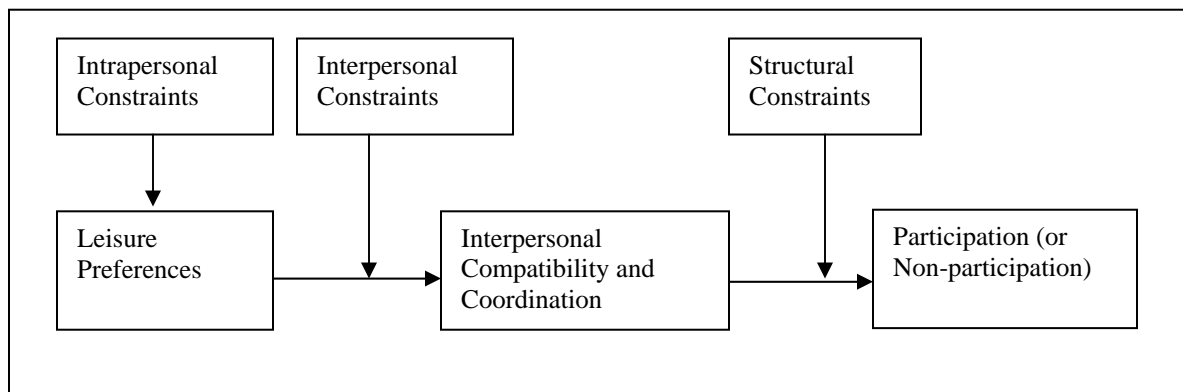 Intrapersonal
Constraints
Interpersonal
Constraints
Structural
Constraints
Leisure
Preferences
Interpersonal
Compatibility and
Coordination
Participation (or
Non-participation)